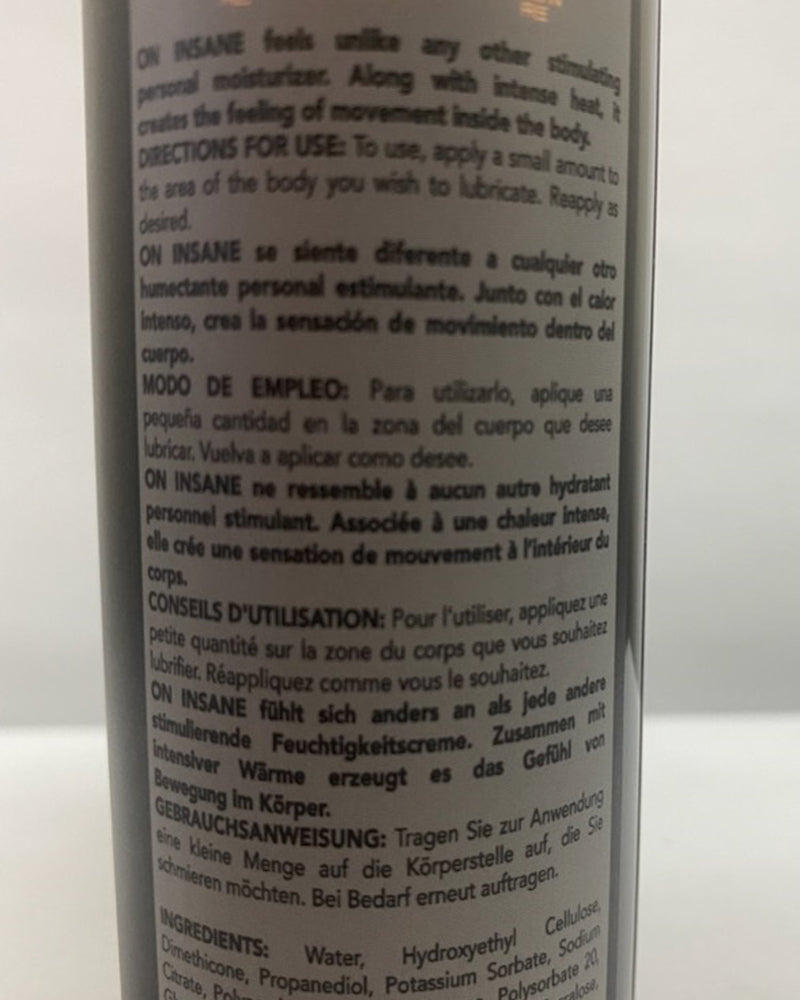 ON INSANE feels unlike any other stimulating
personal moisturizer. Along with intense heat, it
creates the feeling of movement inside the body.
DIRECTIONS FOR USE: To use, apply a small amount to
the area of the body you wish to lubricate. Reapply as
desired.
ON INSANE se siente diferente a cualquier otro
humectante personal estimulante. Junto con el calor
intenso, crea la sensación de movimiento dentro del
cuerpo.
MODO DE EMPLEO: Para utilizarlo, aplique una
pequeña cantidad en la zona del cuerpo que desee
lubricar. Vuelva a aplicar como desee.
ON INSANE ne ressemble à aucun autre hydratant
personnel stimulant. Associée à une chaleur intense,
elle crée une sensation de mouvement à l'intérieur du
corps.
CONSEILS D'UTILISATION: Pour l'utiliser, appliquez une
petite quantité sur la zone du corps que vous souhaitez
lubrifier. Réappliquez comme vous le souhaitez.
ON INSANE fühlt sich anders an als jede andere
stimulierende Feuchtigkeitscreme. Zusammen mit
intensiver Wärme erzeugt es das Gefühl von
Bewegung im Körper.
GEBRAUCHSANWEISUNG: Tragen Sie zur Anwendung
eine kleine Menge auf die Körperstelle auf, die Sie
schmieren möchten. Bei Bedarf erneut auftragen.
INGREDIENTS: Water, Hydroxyethyl Cellulose,
Dimethicone, Propanediol, Potassium Sorbate, Sodium
Citrate, Polysorbate 20,